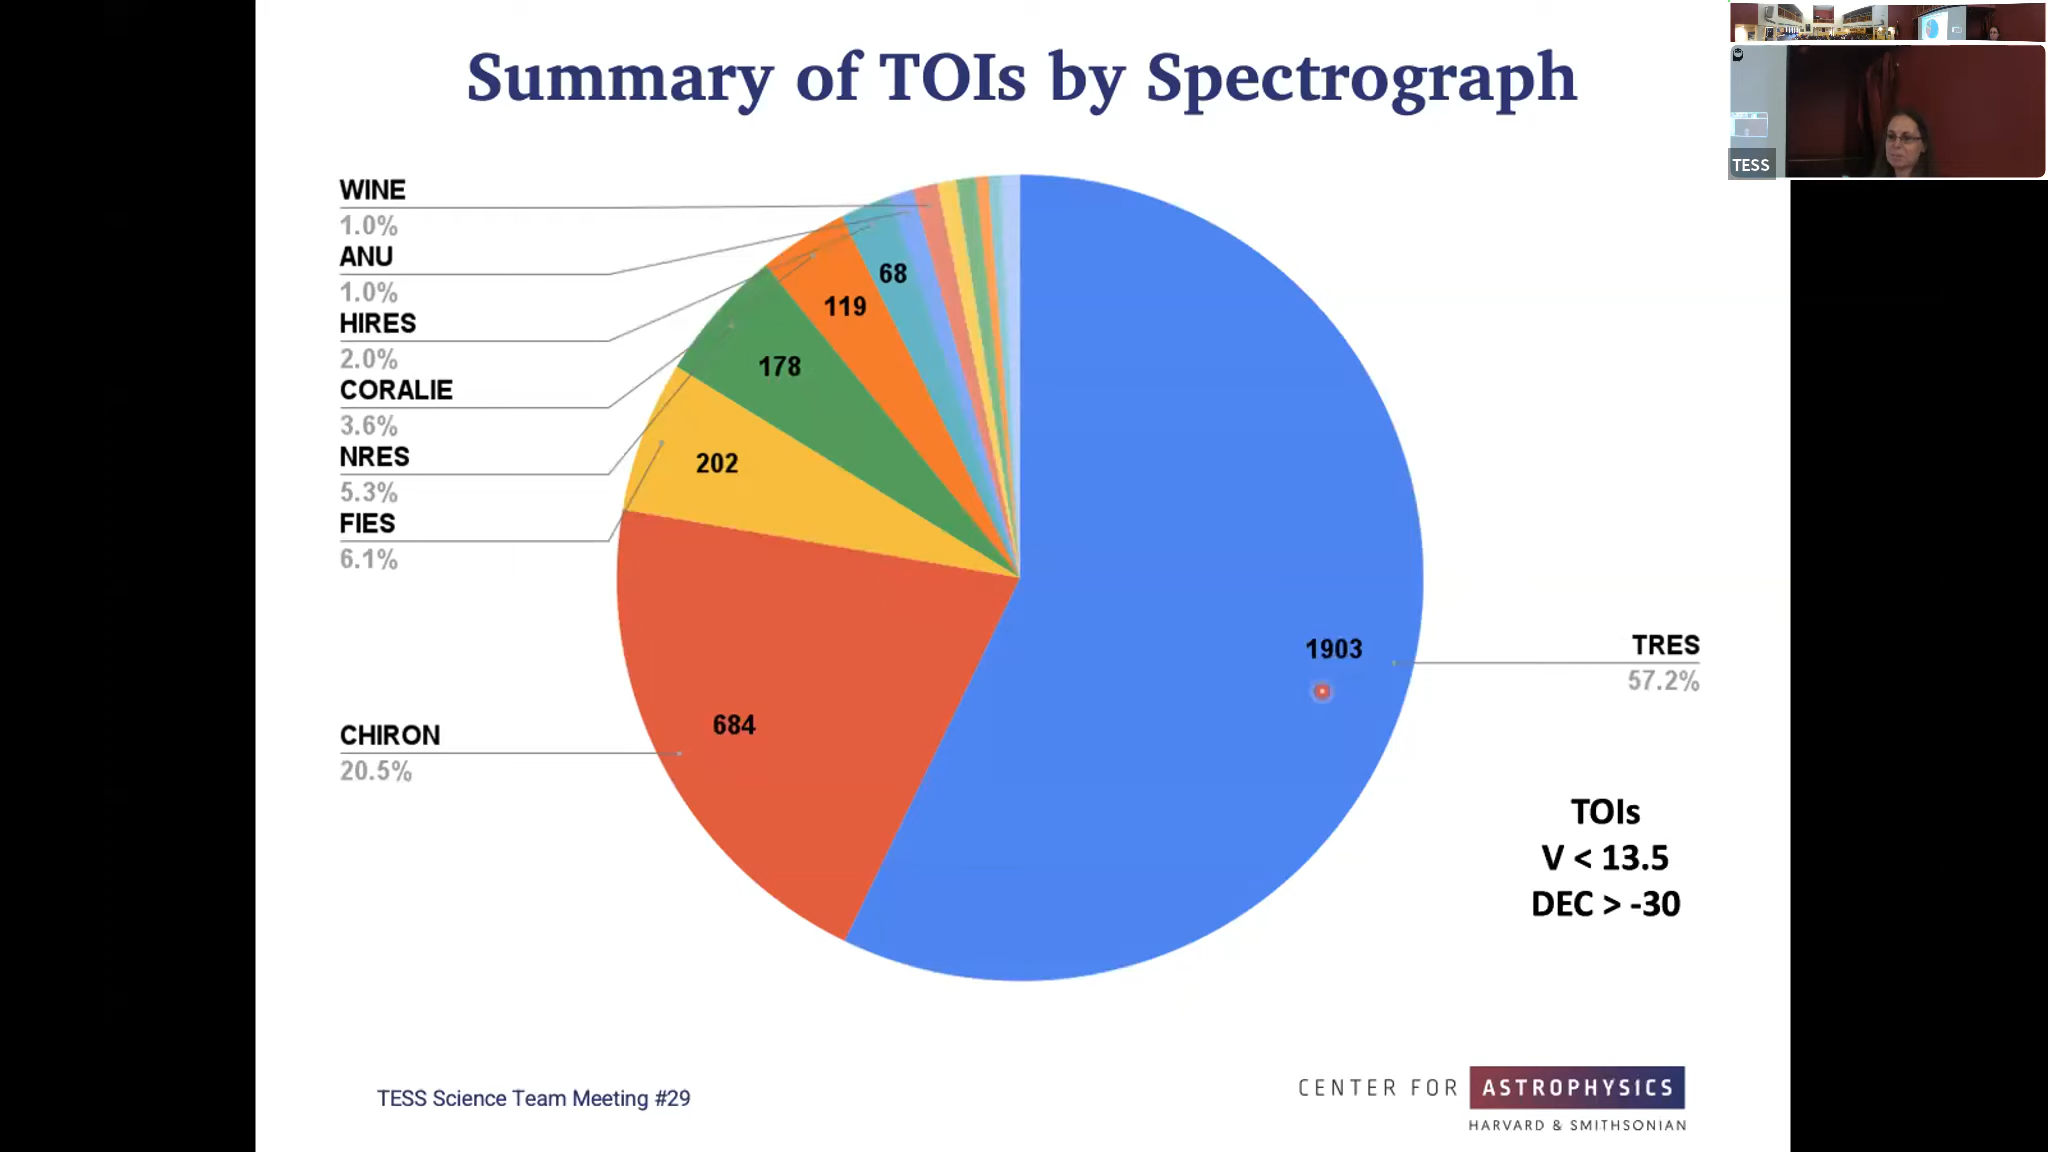 Summary of TOIs by Spectrograph
WINE
1.0%
ANU
1.0%
HIRES
2.0%
CORALIE
3.6%
NRES
5.3%
FIES
6.1%
CHIRON
20.5%
68
119
178
202
684
1903
TRES
57.2%
TOIs
V < 13.5
DEC > -30
TESS Science Team Meeting #29
CENTER FOR ASTROPHYSICS
HARVARD & SMITHSONIAN
TESS